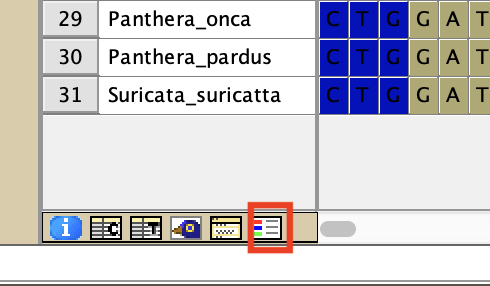 29 Panthera_onca C T G G A T
30 Panthera_pardus C T G G A T
31 Suricata_suricatta C T G G A T
i C T